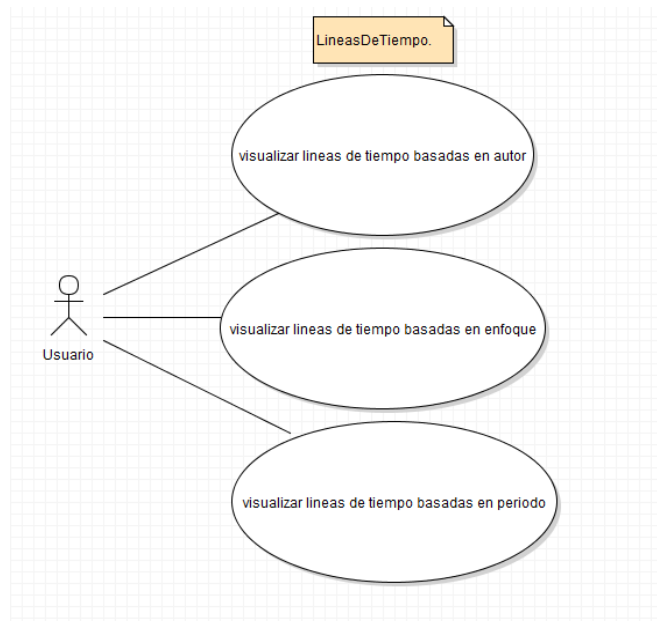 LineasDeTiempo.
visualizar lineas de tiempo basadas en autor
visualizar lineas de tiempo basadas en enfoque
Usuario
visualizar lineas de tiempo basadas en periodo